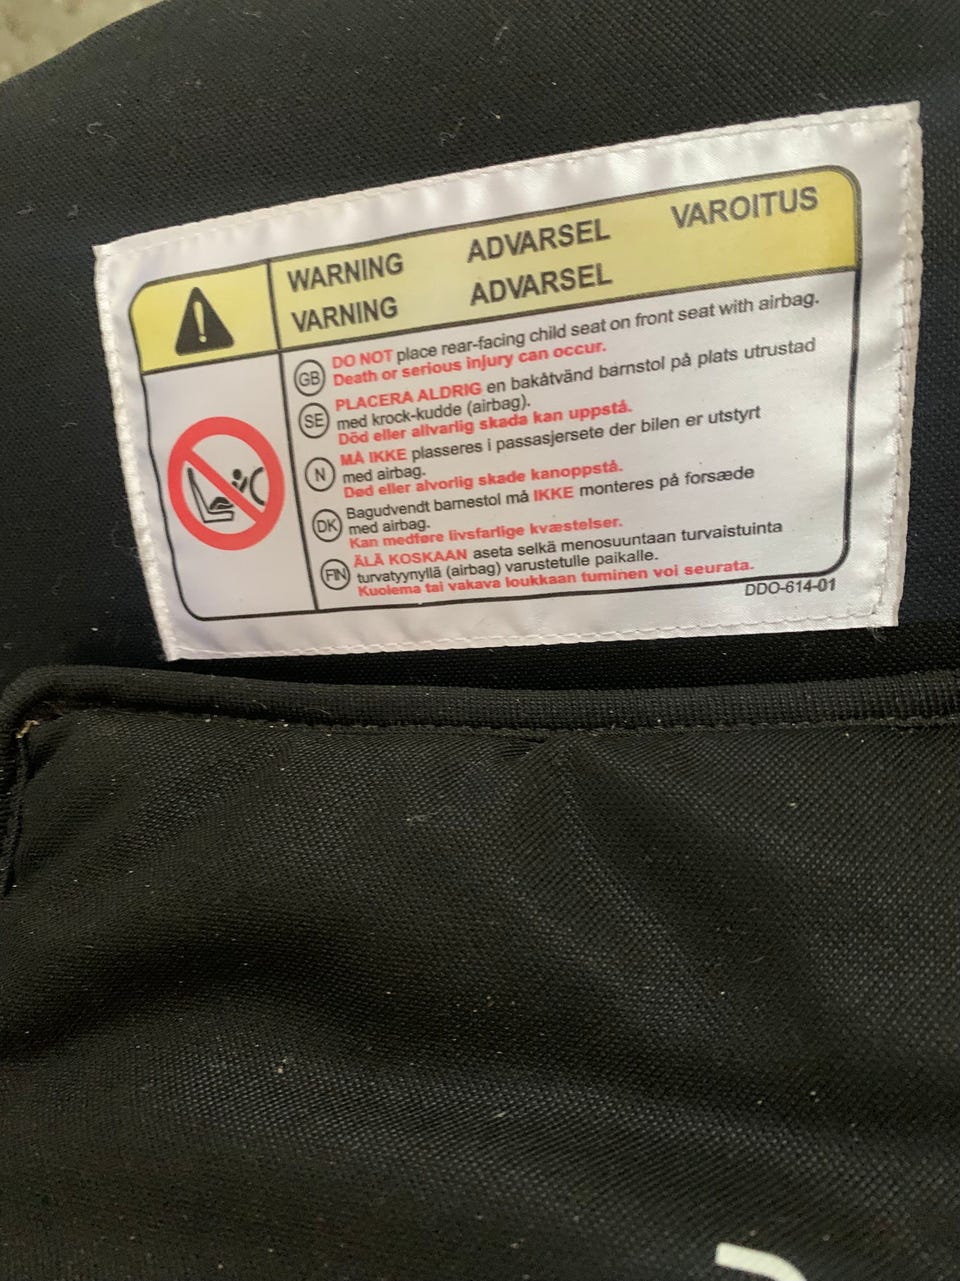 WARNING ADVARSEL VAROITUS
VARNING ADVARSEL
GB
DO NOT place rear-facing child seat on front seat with airbag.
Death or serious injury can occur.
SE
PLACERA ALDRIG en bakåtvänd barnstol på plats utrustad
med krock-kudde (airbag).
Död eller allvarlig skada kan uppstå.
N
MÅ IKKE plasseres i passasjersete der bilen er utstyrt
med airbag.
Død eller alvorlig skade kanoppstå.
DK
Bagudvendt barnestol må IKKE monteres på forsæde
med airbag.
Kan medføre livsfarlige kvæstelser.
FIN
ÄLÄ KOSKAAN aseta selkä menosuuntaan turvaistuinta
turvatyynyllä (airbag) varustetulle paikalle.
Kuolema tai vakava loukkaan tuminen voi seurata.
DDO-614-01